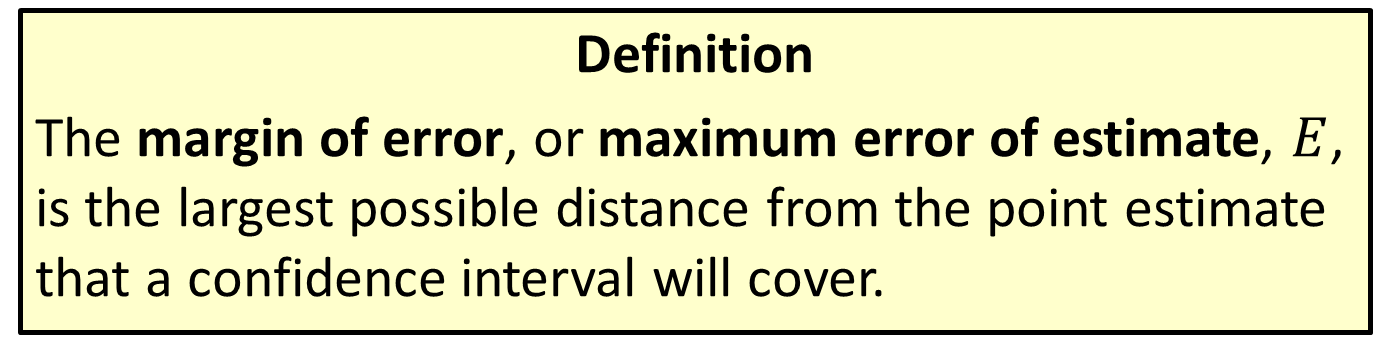 Definition
The margin of error, or maximum error of estimate, E,
is the largest possible distance from the point estimate
that a confidence interval will cover.